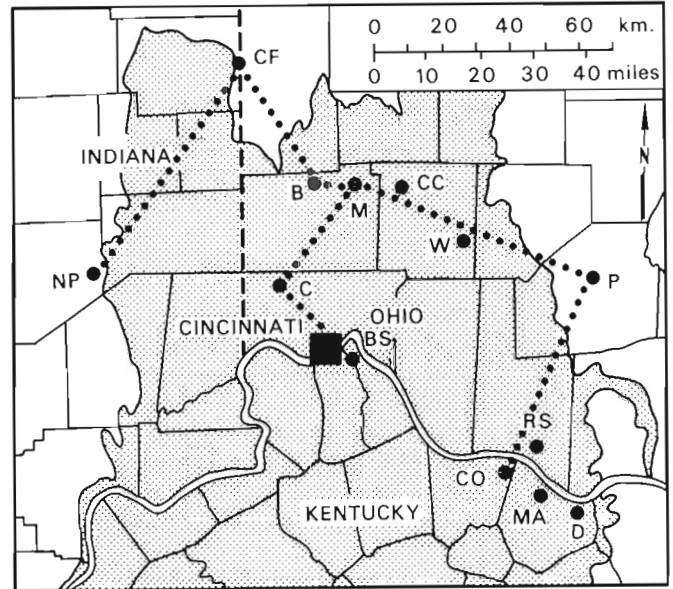 0 20 40 60 km.
0 10 20 30 40 miles
CF
INDIANA
N
B
M
CC
W
NP
C
P
CINCINNATI
OHIO
BS
RS
CO
MA
KENTUCKY
D